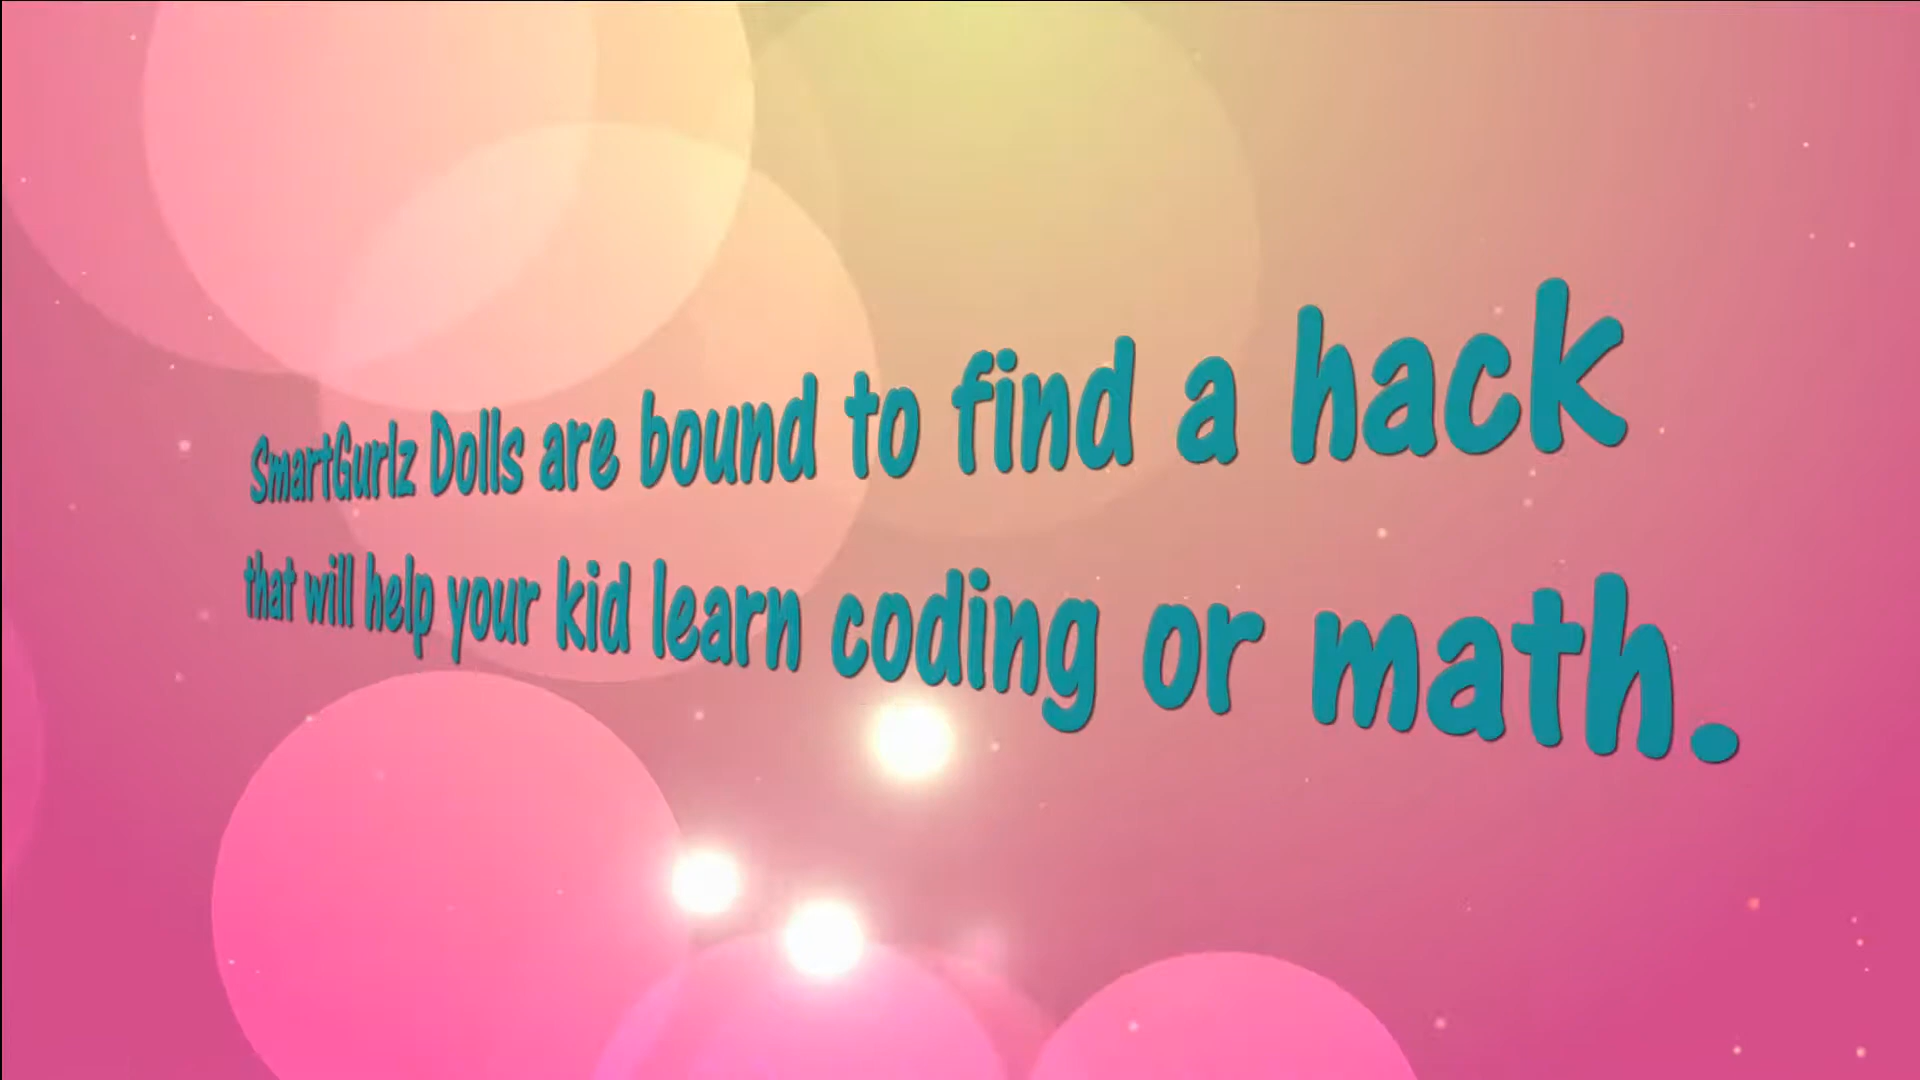 SmartGurlz Dolls are bound to find a hack
that will help your kid learn coding or math.